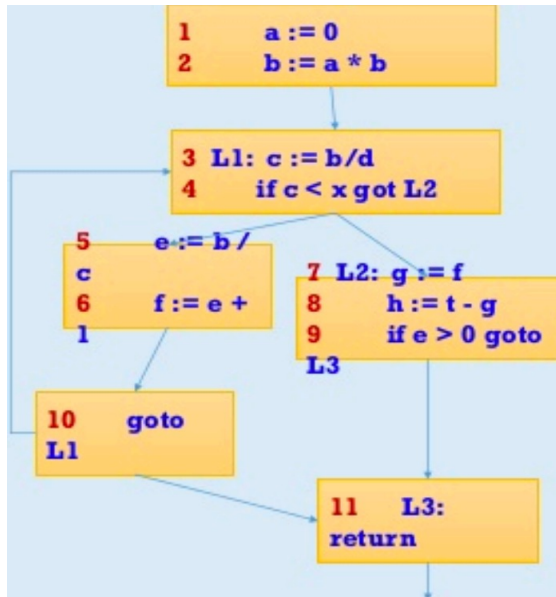 1 a := 0
2 b := a * b
3 L1: c := b/d
4 if c < x got L2
5 e := b /
c
6 f := e +
1
7 L2: g := f
8 h := t - g
9 if e > 0 goto
L3
10 goto
L1
11 L3:
return